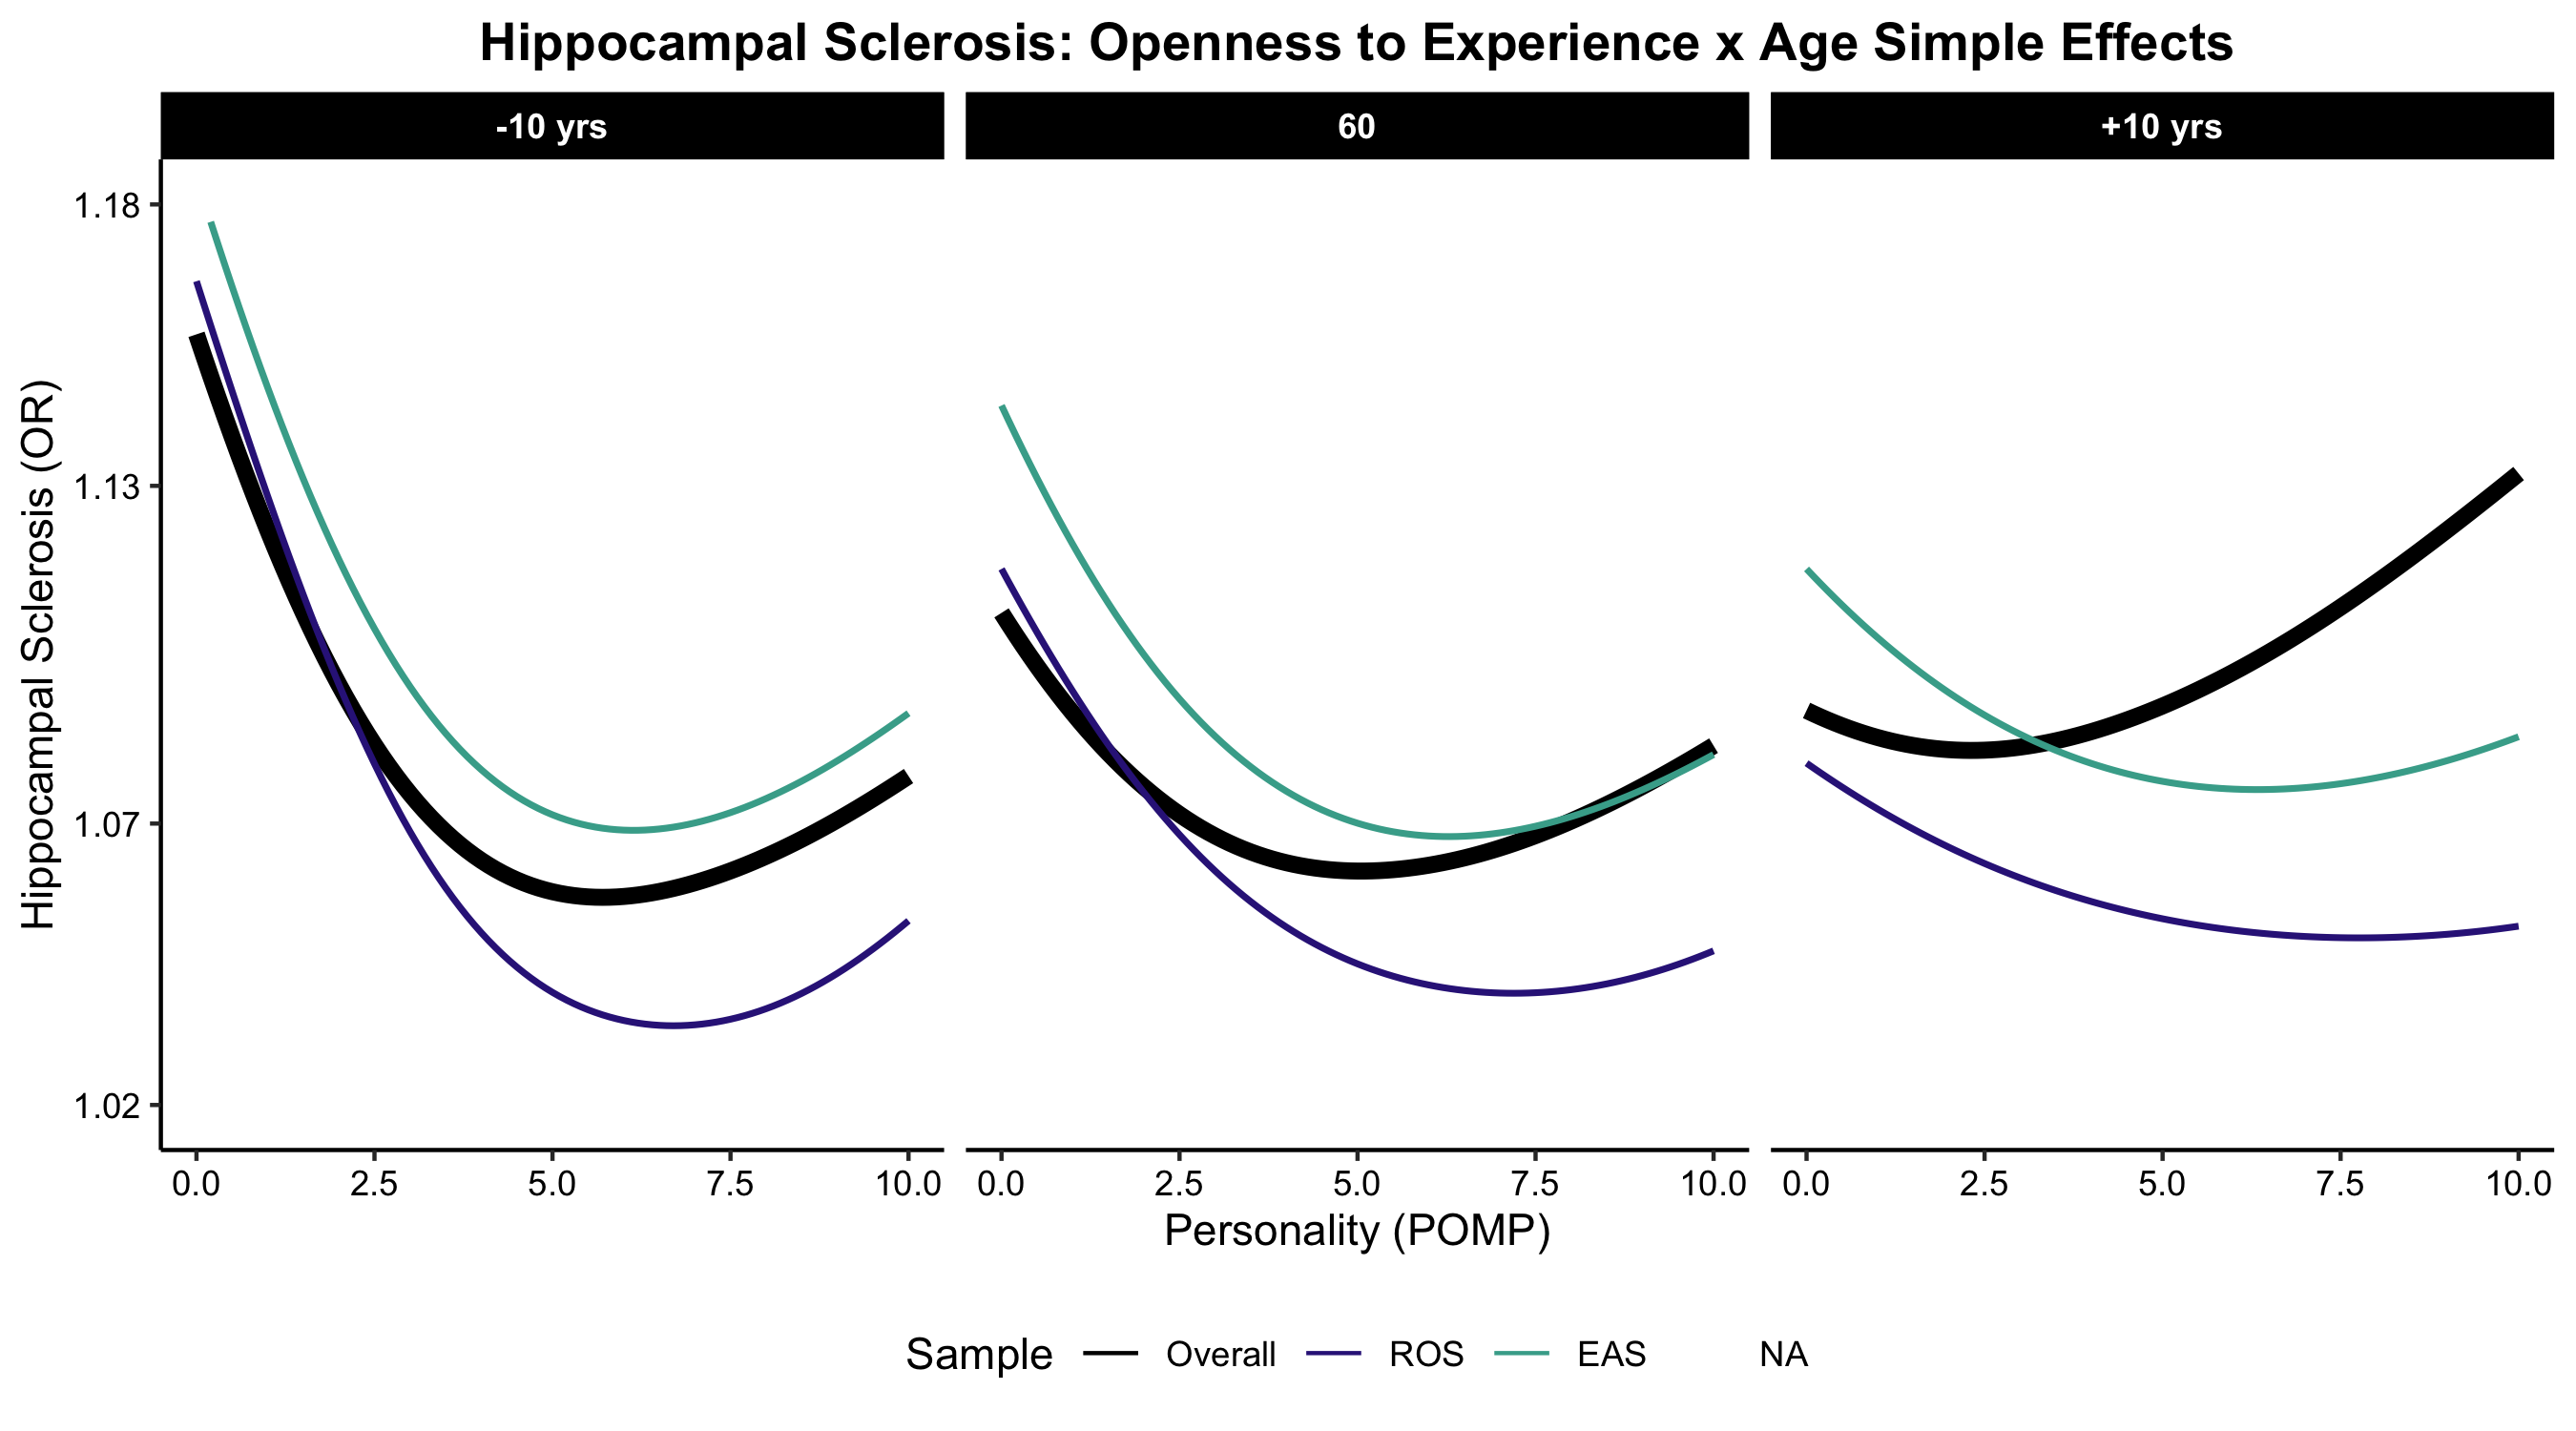 Hippocampal Sclerosis: Openness to Experience x Age Simple Effects
-10 yrs
60
+10 yrs
Hippocampal Sclerosis (OR)
1.18
1.13
1.07
1.02
0.0 2.5 5.0 7.5 10.0
0.0 2.5 5.0 7.5 10.0
0.0 2.5 5.0 7.5 10.0
Personality (POMP)
Sample Overall ROS EAS NA